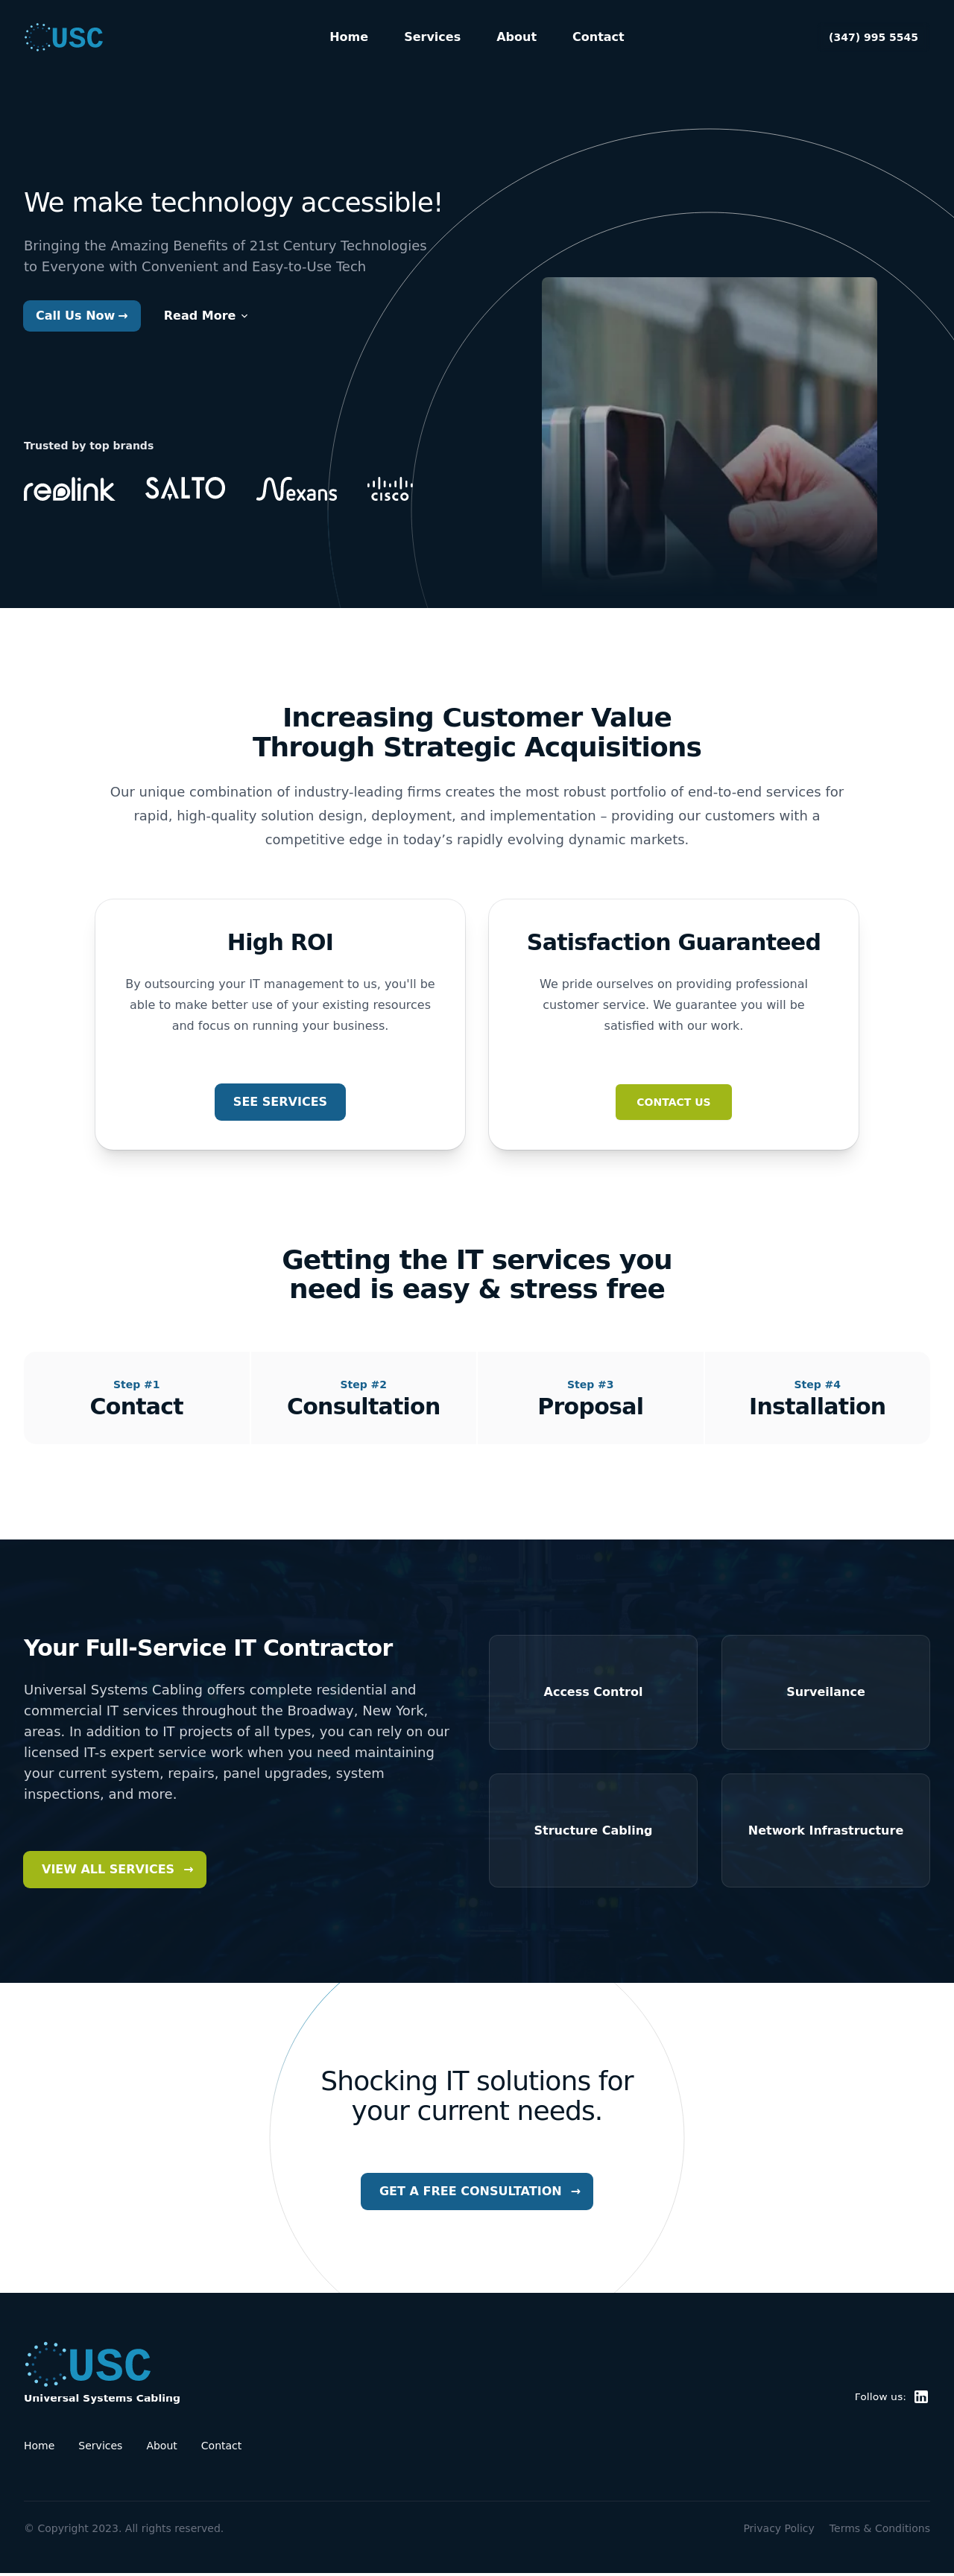 USC
Home Services About Contact
(347) 995 5545
We make technology accessible!
Bringing the Amazing Benefits of 21st Century Technologies
to Everyone with Convenient and Easy-to-Use Tech
Call Us Now →
Read More
Trusted by top brands
reolink SALTO Nexans cisco
Increasing Customer Value
Through Strategic Acquisitions
Our unique combination of industry-leading firms creates the most robust portfolio of end-to-end services for a
rapid, high-quality solution design, deployment, and implementation – providing our customers with a
competitive edge in today’s rapidly evolving dynamic markets.
High ROI
By outsourcing your IT management to us, you'll be
able to make better use of your existing resources
and focus on running your business.
SEE SERVICES
Satisfaction Guaranteed
We pride ourselves on providing professional
customer service. We guarantee you will be
satisfied with our work.
CONTACT US
Getting the IT services you
need is easy & stress free
Step #1
Contact
Step #2
Consultation
Step #3
Proposal
Step #4
Installation
Your Full-Service IT Contractor
Universal Systems Cabling offers complete residential and
commercial IT services throughout the Broadway, New York,
areas. In addition to IT projects of all types, you can rely on our
licensed IT-s expert service work when you need maintaining
your current system, repairs, panel upgrades, system
inspections, and more.
VIEW ALL SERVICES →
Access Control
Surveilance
Structure Cabling
Network Infrastructure
Shocking IT solutions for
your current needs.
GET A FREE CONSULTATION →
USC
Universal Systems Cabling
Follow us:
Home Services About Contact
© Copyright 2023. All rights reserved.
Privacy Policy Terms & Conditions